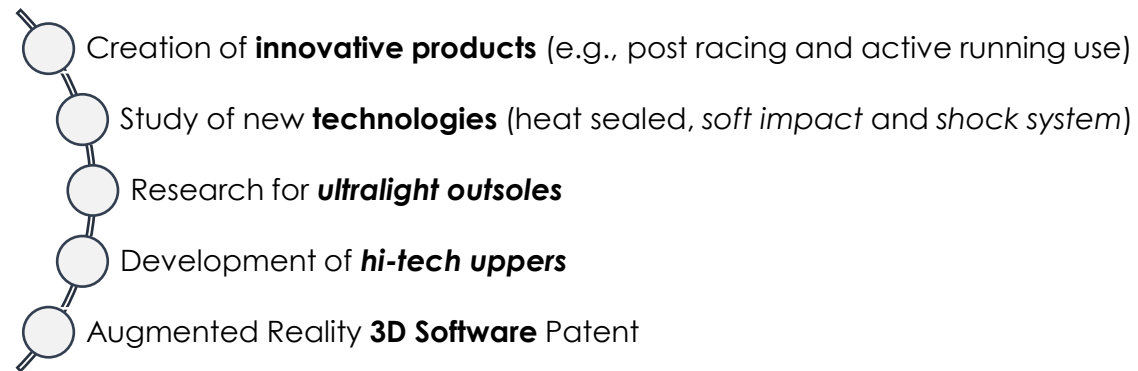 Creation of innovative products (e.g., post racing and active running use)
Study of new technologies (heat sealed, soft impact and shock system)
Research for ultralight outsoles
Development of hi-tech uppers
Augmented Reality 3D Software Patent